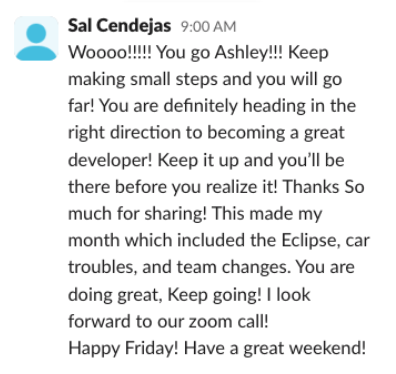 Sal Cendejas 9:00 AM
Woooo!!!!! You go Ashley!!! Keep
making small steps and you will go
far! You are definitely heading in the
right direction to becoming a great
developer! Keep it up and you’ll be
there before you realize it! Thanks So
much for sharing! This made my
month which included the Eclipse, car
troubles, and team changes. You are
doing great, Keep going! I look
forward to our zoom call!
Happy Friday! Have a great weekend!